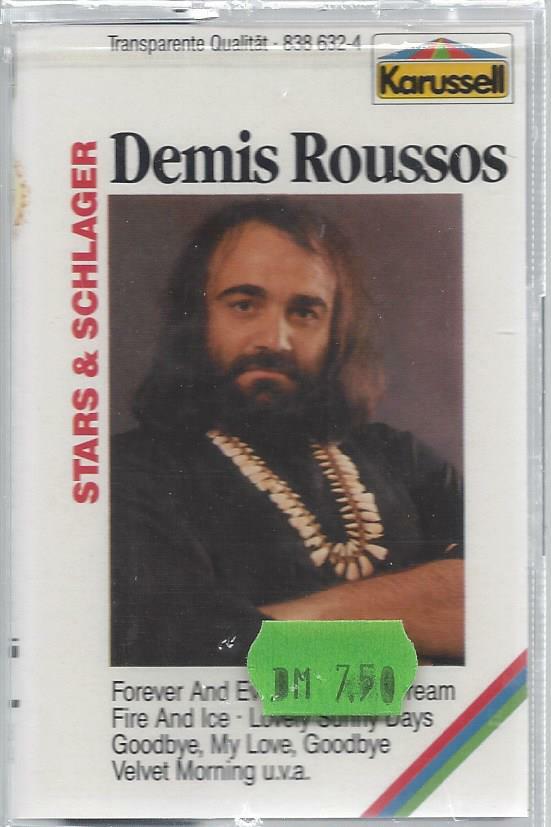 Transparente Qualität · 838 632-4
Karussell
Demis Roussos
STARS & SCHLAGER
DM 7,50
Forever And ream
Fire And Ice · Lovely Sunny Days
Goodbye, My Love, Goodbye
Velvet Morning u.v.a.